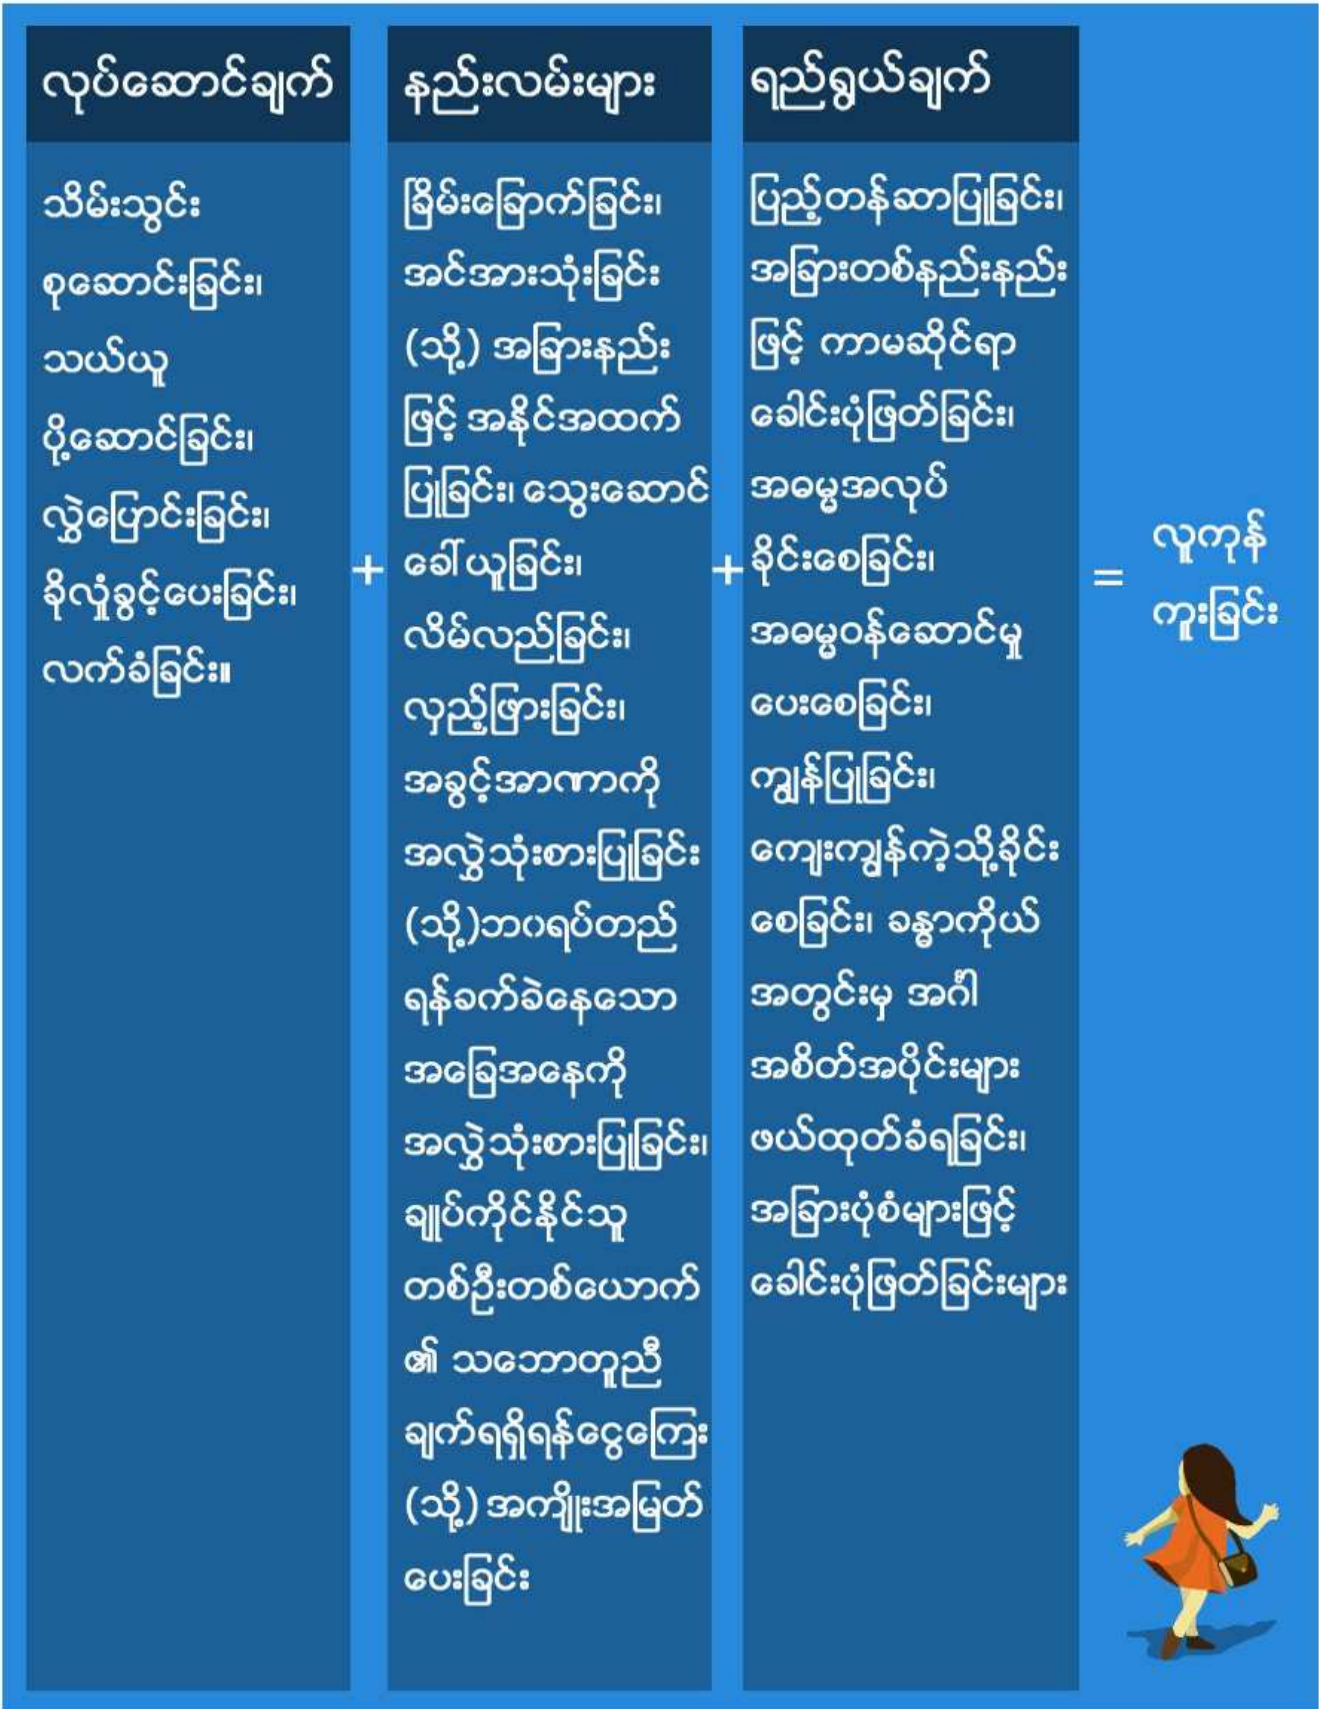 လုပ်ဆောင်ချက်
သိမ်းသွင်း
စုဆောင်းခြင်း၊
သယ်ယူ
ပို့ဆောင်ခြင်း၊
လွှဲပြောင်းခြင်း၊
ခိုလှုံခွင့်ပေးခြင်း၊
လက်ခံခြင်း။
+
နည်းလမ်းများ
ခြိမ်းခြောက်ခြင်း၊
အင်အားသုံးခြင်း
(သို့) အခြားနည်း
ဖြင့် အနိုင်အထက်
ပြုခြင်း၊ သွေးဆောင်
ခေါ်ယူခြင်း၊
လိမ်လည်ခြင်း၊
လှည့်ဖြားခြင်း၊
အခွင့်အာဏာကို
အလွှဲသုံးစားပြုခြင်း
(သို့)ဘဝရပ်တည်
ရန်ခက်ခဲနေသော
အခြေအနေကို
အလွှဲသုံးစားပြုခြင်း၊
ချုပ်ကိုင်နိုင်သူ
တစ်ဦးတစ်ယောက်
၏ သဘောတူညီ
ချက်ရရှိရန်ငွေကြေး
(သို့) အကျိုးအမြတ်
ပေးခြင်း
+
ရည်ရွယ်ချက်
ပြည့်တန်ဆာပြုခြင်း၊
အခြားတစ်နည်းနည်း
ဖြင့် ကာမဆိုင်ရာ
ခေါင်းပုံဖြတ်ခြင်း၊
အဓမ္မအလုပ်
ခိုင်းစေခြင်း၊
အဓမ္မဝန်ဆောင်မှု
ပေးစေခြင်း၊
ကျွန်ပြုခြင်း၊
ကျေးကျွန်ကဲ့သို့ခိုင်း
စေခြင်း၊ ခန္ဓာကိုယ်
အတွင်းမှ အင်္ဂါ
အစိတ်အပိုင်းများ
ဖယ်ထုတ်ခံရခြင်း၊
အခြားပုံစံများဖြင့်
ခေါင်းပုံဖြတ်ခြင်းများ
=
လူကုန်
ကူးခြင်း